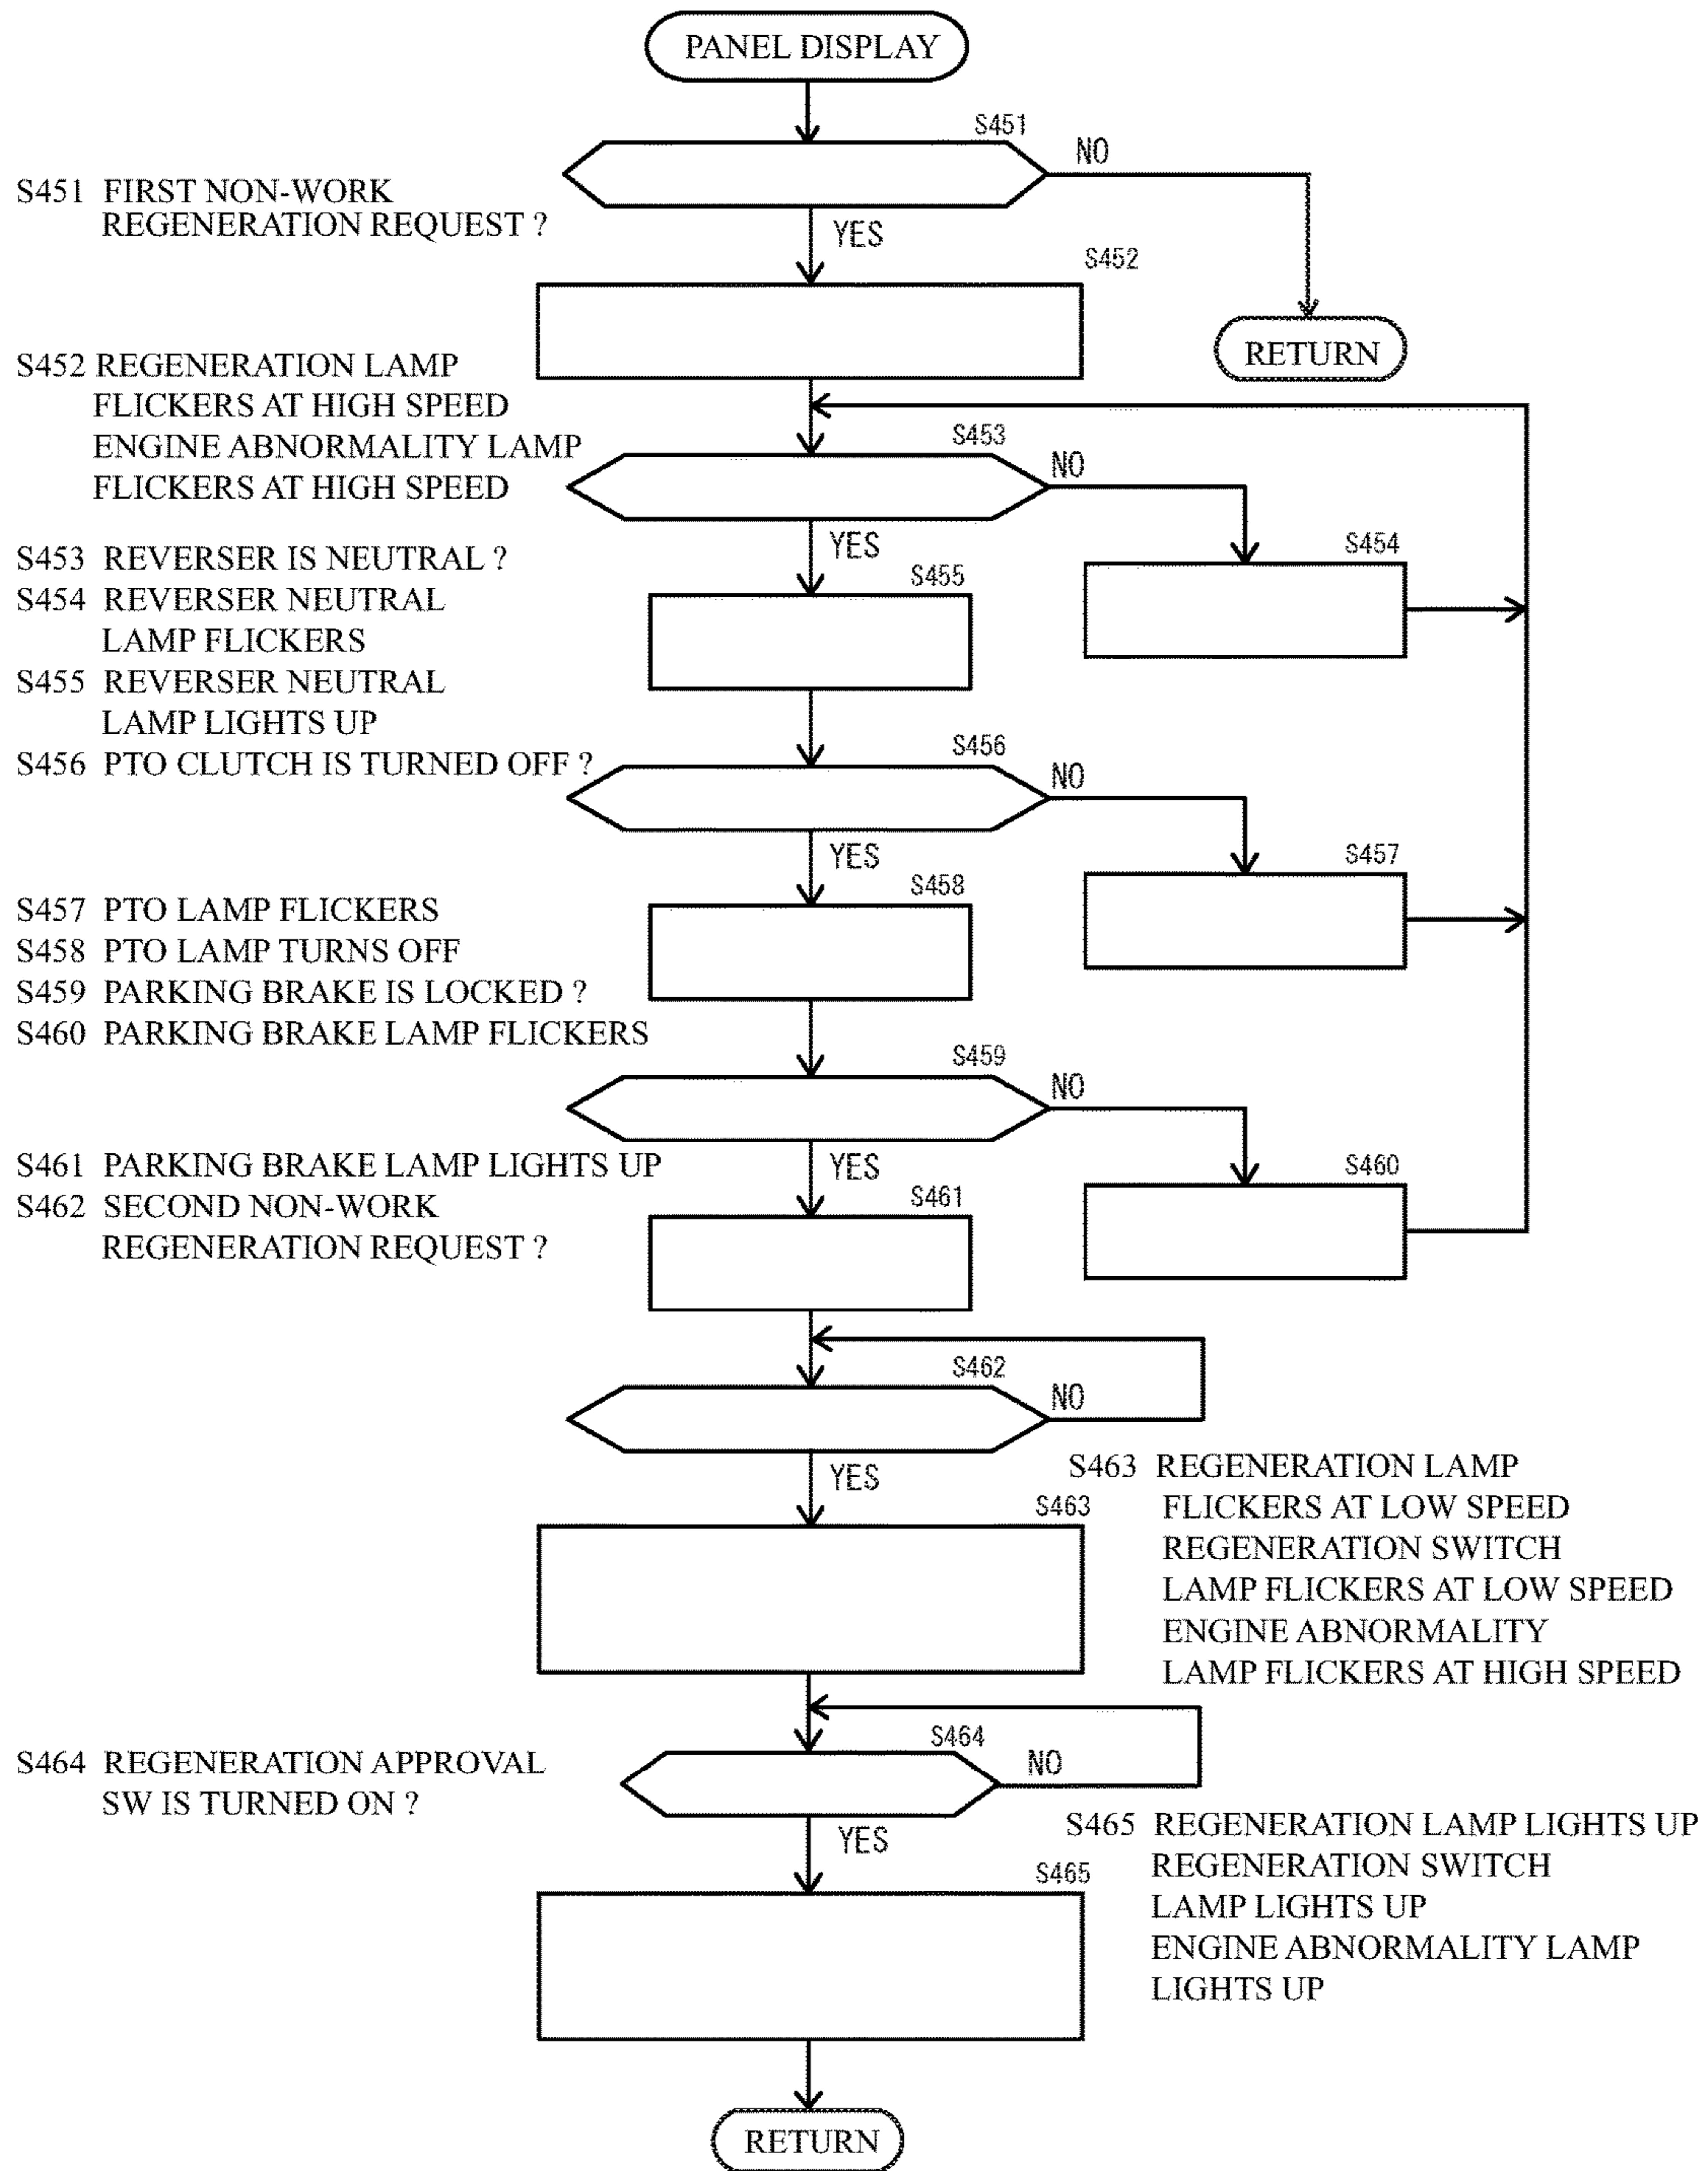 PANEL DISPLAY
S451
NO
S451 FIRST NON-WORK
REGENERATION REQUEST ?
YES
S452
RETURN
S452 REGENERATION LAMP
FLICKERS AT HIGH SPEED
ENGINE ABNORMALITY LAMP
FLICKERS AT HIGH SPEED
S453
NO
YES
S454
S453 REVERSER IS NEUTRAL ?
S454 REVERSER NEUTRAL
LAMP FLICKERS
S455 REVERSER NEUTRAL
LAMP LIGHTS UP
S456 PTO CLUTCH IS TURNED OFF ?
S455
S456
NO
YES
S457
S458
S457 PTO LAMP FLICKERS
S458 PTO LAMP TURNS OFF
S459 PARKING BRAKE IS LOCKED ?
S460 PARKING BRAKE LAMP FLICKERS
S459
NO
YES
S460
S461 PARKING BRAKE LAMP LIGHTS UP
S462 SECOND NON-WORK
REGENERATION REQUEST ?
S461
S462
NO
YES
S463
S463 REGENERATION LAMP
FLICKERS AT LOW SPEED
REGENERATION SWITCH
LAMP FLICKERS AT LOW SPEED
ENGINE ABNORMALITY
LAMP FLICKERS AT HIGH SPEED
S464
NO
S464 REGENERATION APPROVAL
SW IS TURNED ON ?
YES
S465
S465 REGENERATION LAMP LIGHTS UP
REGENERATION SWITCH
LAMP LIGHTS UP
ENGINE ABNORMALITY LAMP
LIGHTS UP
RETURN